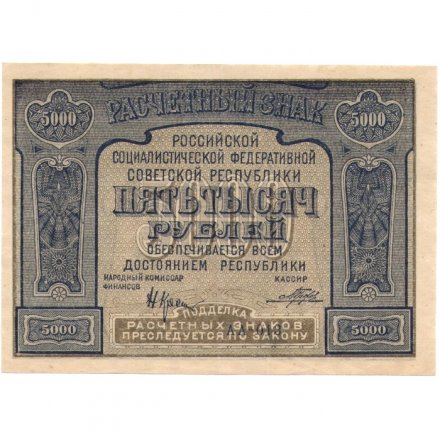 РАСЧЕТНЫЙ ЗНАК
5000 5000
РОССИЙСКОЙ
СОЦИАЛИСТИЧЕСКОЙ ФЕДЕРАТИВНОЙ
СОВЕТСКОЙ РЕСПУБЛИКИ
ПЯТЬ ТЫСЯЧ
РУБЛЕЙ
ОБЕСПЕЧИВАЕТСЯ ВСЕМ
ДОСТОЯНИЕМ РЕСПУБЛИКИ
НАРОДНЫЙ КОМИССАР
ФИНАНСОВ
КАССИР
5000 5000
ПОДДЕЛКА
РАСЧЕТНЫХ ЗНАКОВ
ПРЕСЛЕДУЕТСЯ ПО ЗАКОНУ